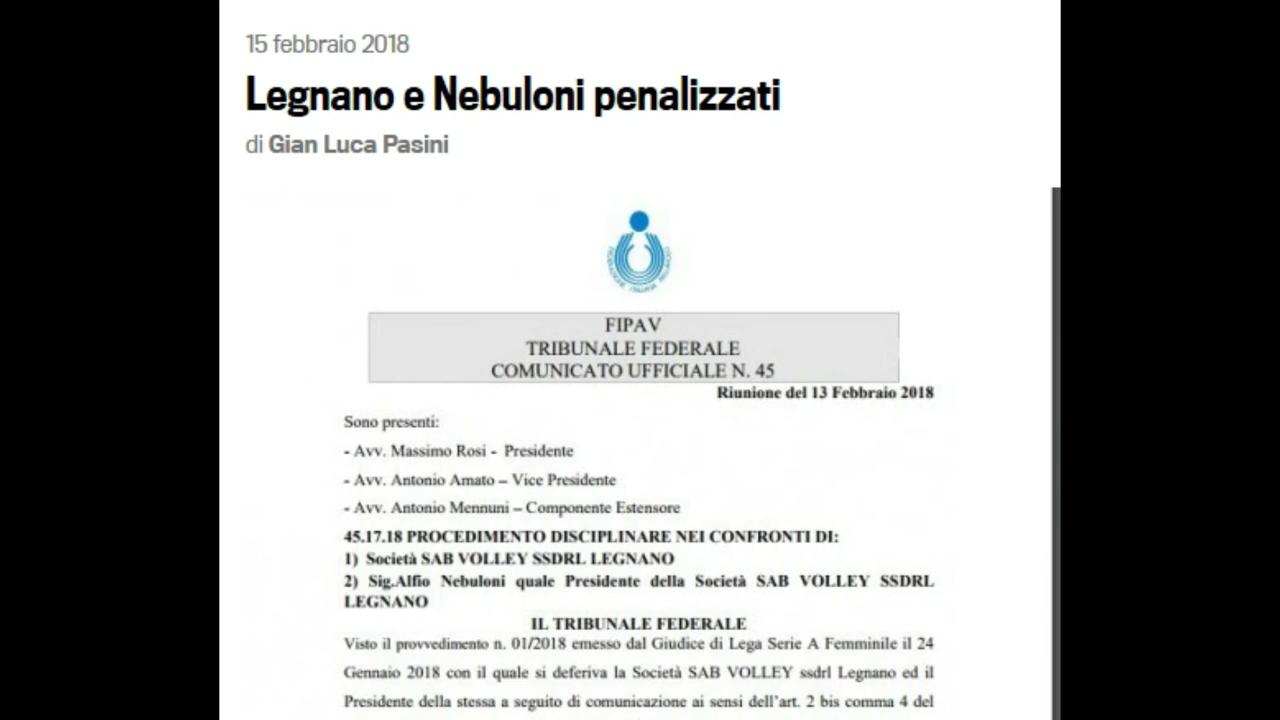 15 febbraio 2018
Legnano e Nebuloni penalizzati
di Gian Luca Pasini
FEDERAZIONE ITALIANA PALLAVOLO
FIPAV
TRIBUNALE FEDERALE
COMUNICATO UFFICIALE N. 45
Riunione del 13 Febbraio 2018
Sono presenti:
- Avv. Massimo Rosi - Presidente
- Avv. Antonio Amato – Vice Presidente
- Avv. Antonio Mennuni – Componente Estensore
45.17.18 PROCEDIMENTO DISCIPLINARE NEI CONFRONTI DI:
1) Società SAB VOLLEY SSDRL LEGNANO
2) Sig.Alfio Nebuloni quale Presidente della Società SAB VOLLEY SSDRL
LEGNANO
IL TRIBUNALE FEDERALE
Visto il provvedimento n. 01/2018 emesso dal Giudice di Lega Serie A Femminile il 24
Gennaio 2018 con il quale si deferiva la Società SAB VOLLEY ssdrl Legnano ed il
Presidente della stessa a seguito di comunicazione ai sensi dell'art. 2 bis comma 4 del